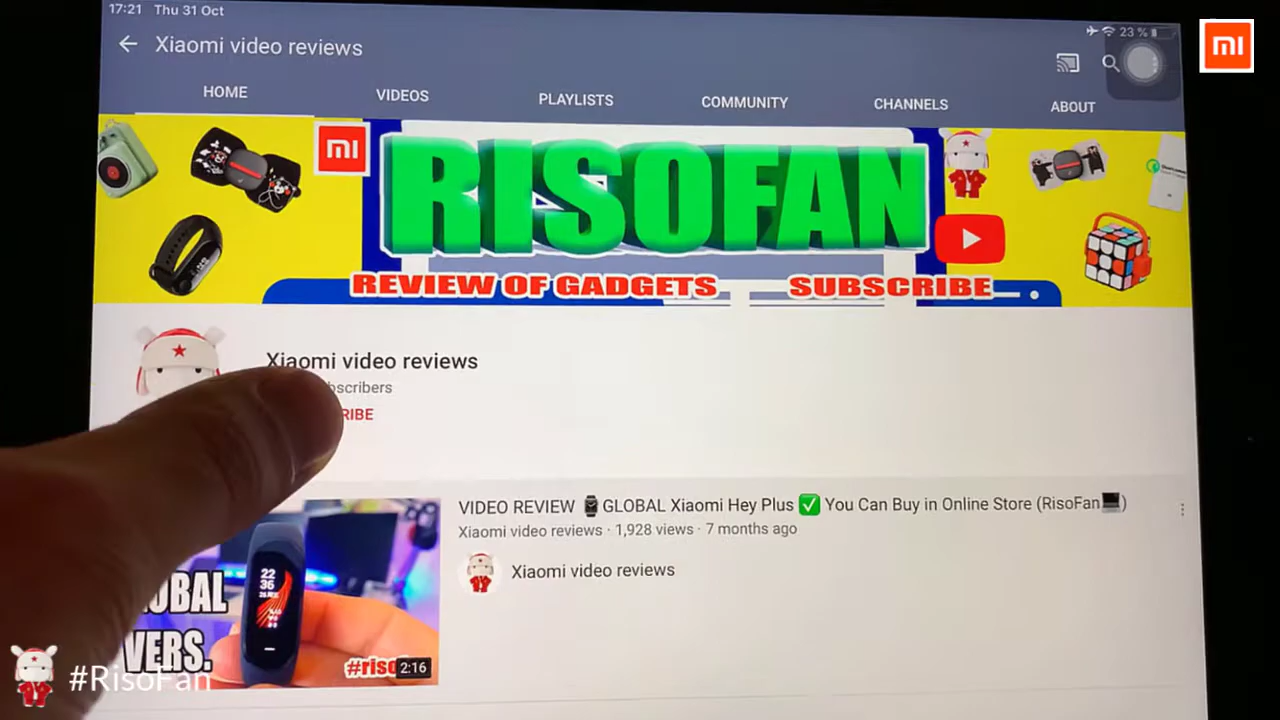 17:21 Thu 31 Oct
23 %
Xiaomi video reviews
HOME
VIDEOS
PLAYLISTS
COMMUNITY
CHANNELS
ABOUT
mi
mi
RISOFAN
REVIEW OF GADGETS
SUBSCRIBE
Xiaomi video reviews
bscribers
RIBE
VIDEO REVIEW ⌚GLOBAL Xiaomi Hey Plus ✅ You Can Buy in Online Store (RisoFan💻)
Xiaomi video reviews · 1,928 views · 7 months ago
Xiaomi video reviews
22
36
OBAL
VERS.
#riso
2:16
#RisoFan